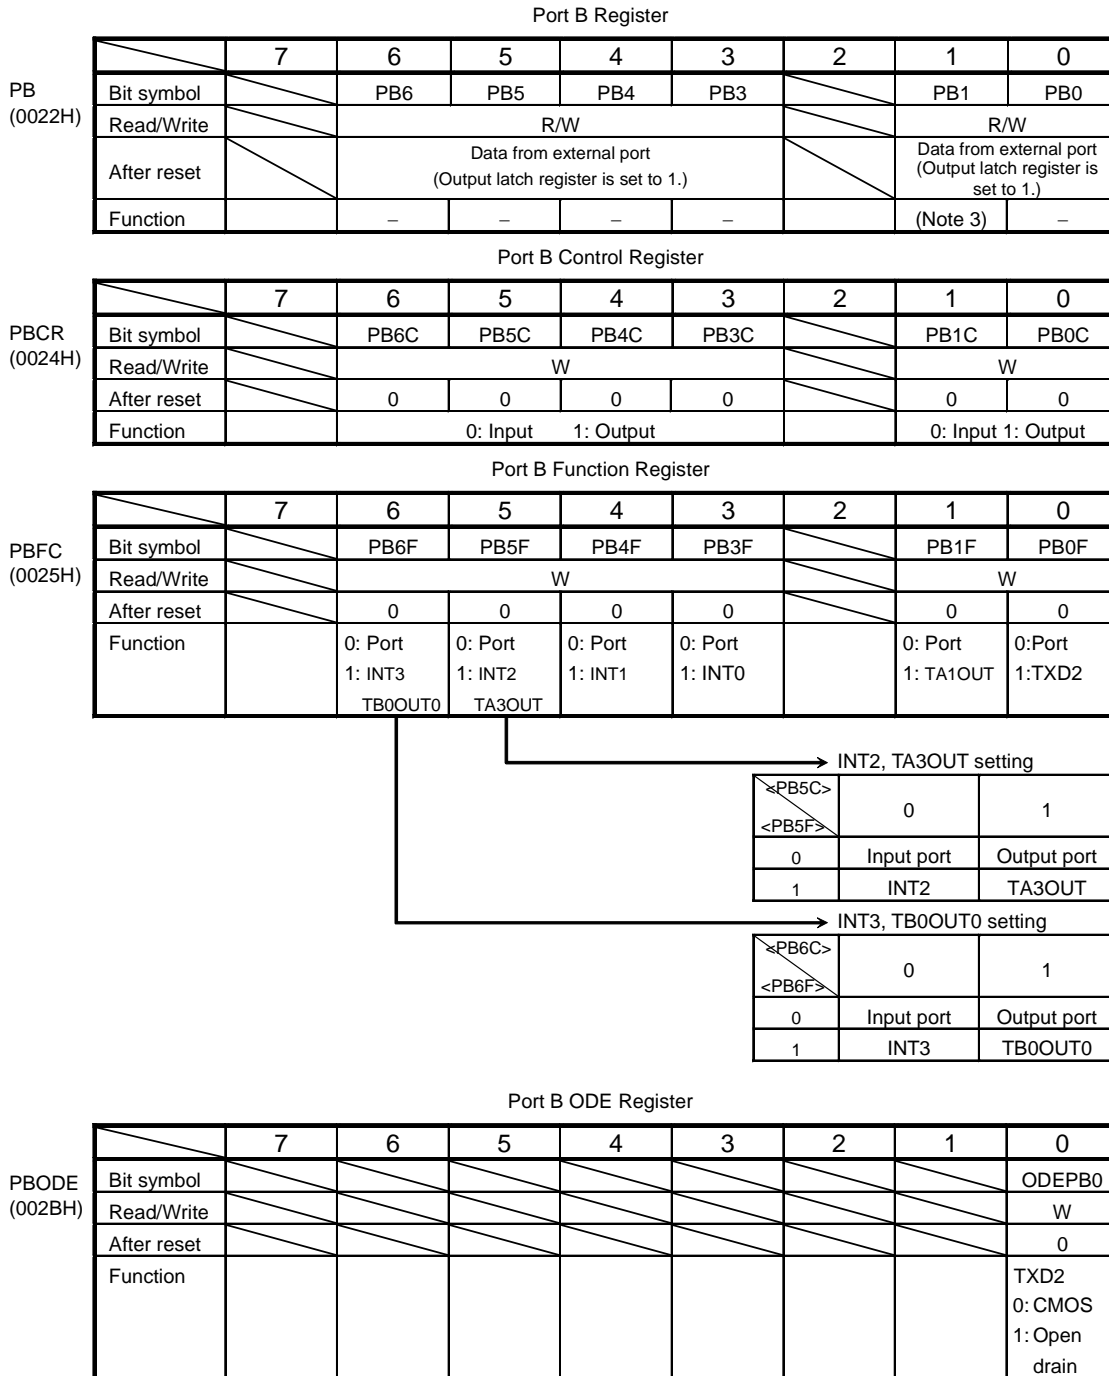 Port B Register
7 6 5 4 3 2 1 0
PB
(0022H)
Bit symbol PB6 PB5 PB4 PB3 PB1 PB0
Read/Write R/W R/W
After reset Data from external port
(Output latch register is set to 1.)
Data from external port
(Output latch register is
set to 1.)
Function – – – – (Note 3) –
Port B Control Register
7 6 5 4 3 2 1 0
PBCR
(0024H)
Bit symbol PB6C PB5C PB4C PB3C PB1C PB0C
Read/Write W W
After reset 0 0 0 0 0 0
Function 0: Input 1: Output 0: Input 1: Output
Port B Function Register
7 6 5 4 3 2 1 0
PBFC
(0025H)
Bit symbol PB6F PB5F PB4F PB3F PB1F PB0F
Read/Write W W
After reset 0 0 0 0 0 0
Function 0: Port 0: Port 0: Port 0: Port 0: Port 0:Port
1: INT3 1: INT2 1: INT1 1: INT0 1: TA1OUT 1:TXD2
TB0OUT0 TA3OUT
INT2, TA3OUT setting
<PB5C> 0 1
<PB5F>
0 Input port Output port
1 INT2 TA3OUT
INT3, TB0OUT0 setting
<PB6C> 0 1
<PB6F>
0 Input port Output port
1 INT3 TB0OUT0
Port B ODE Register
7 6 5 4 3 2 1 0
PBODE
(002BH)
Bit symbol ODEPB0
Read/Write W
After reset 0
Function TXD2
0: CMOS
1: Open
drain